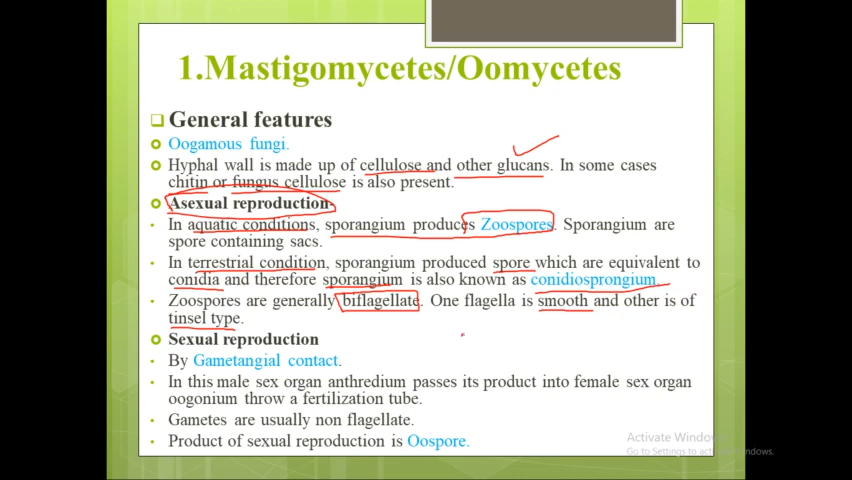 1.Mastigomycetes/Oomycetes
General features
Oogamous fungi.
Hyphal wall is made up of cellulose and other glucans. In some cases
chitin or fungus cellulose is also present.
Asexual reproduction
In aquatic conditions, sporangium produces Zoospores. Sporangium are
spore containing sacs.
In terrestrial condition, sporangium produced spore which are equivalent to
conidia and therefore sporangium is also known as conidiosprongium.
Zoospores are generally biflagellate. One flagella is smooth and other is of
tinsel type.
Sexual reproduction
By Gametangial contact.
In this male sex organ anthredium passes its product into female sex organ
oogonium throw a fertilization tube.
Gametes are usually non flagellate.
Product of sexual reproduction is Oospore.
Activate Windows
Go to Settings to activate Windows.